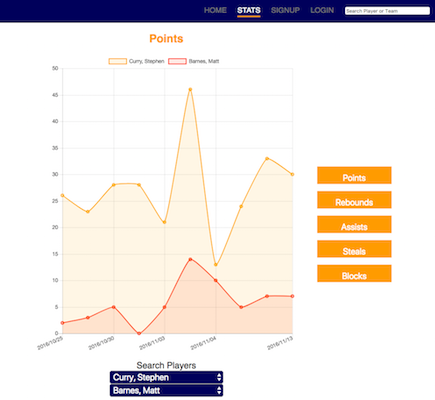 HOME STATS SIGNUP LOGIN Search Player or Team
Points
Curry, Stephen Barnes, Matt
50
45
40
35
30
25
20
15
10
5
0
2016/10/25 2016/10/30 2016/11/03 2016/11/04 2016/11/13
Points
Rebounds
Assists
Steals
Blocks
Search Players
Curry, Stephen
Barnes, Matt